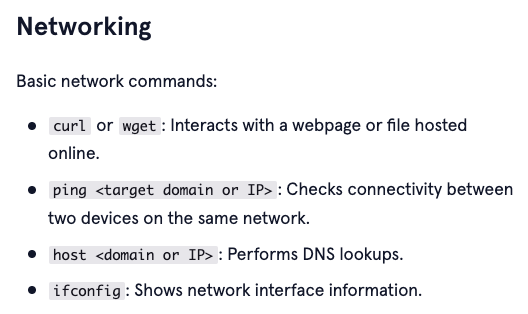 Networking
Basic network commands:
curl or wget: Interacts with a webpage or file hosted
online.
ping <target domain or IP>: Checks connectivity between
two devices on the same network.
host <domain or IP>: Performs DNS lookups.
ifconfig: Shows network interface information.